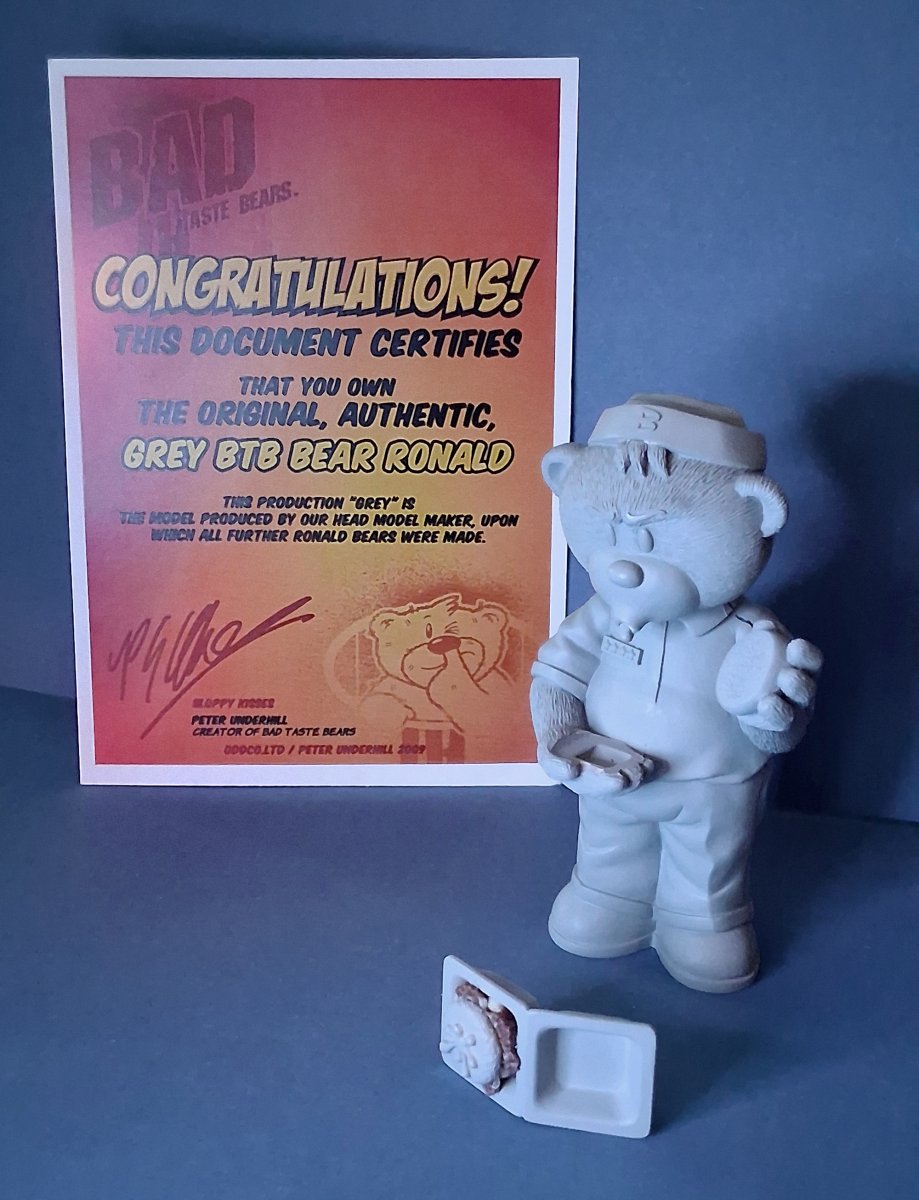 BAD
TASTE BEARS.
CONGRATULATIONS!
THIS DOCUMENT CERTIFIES
THAT YOU OWN
THE ORIGINAL, AUTHENTIC,
GREY BTB BEAR RONALD
THIS PRODUCTION "GREY" IS
THE MODEL PRODUCED BY OUR HEAD MODEL MAKER, UPON
WHICH ALL FURTHER RONALD BEARS WERE MADE.
SLOPPY KISSES
PETER UNDERHILL
CREATOR OF BAD TASTE BEARS
ODDCO.LTD / PETER UNDERHILL 2009